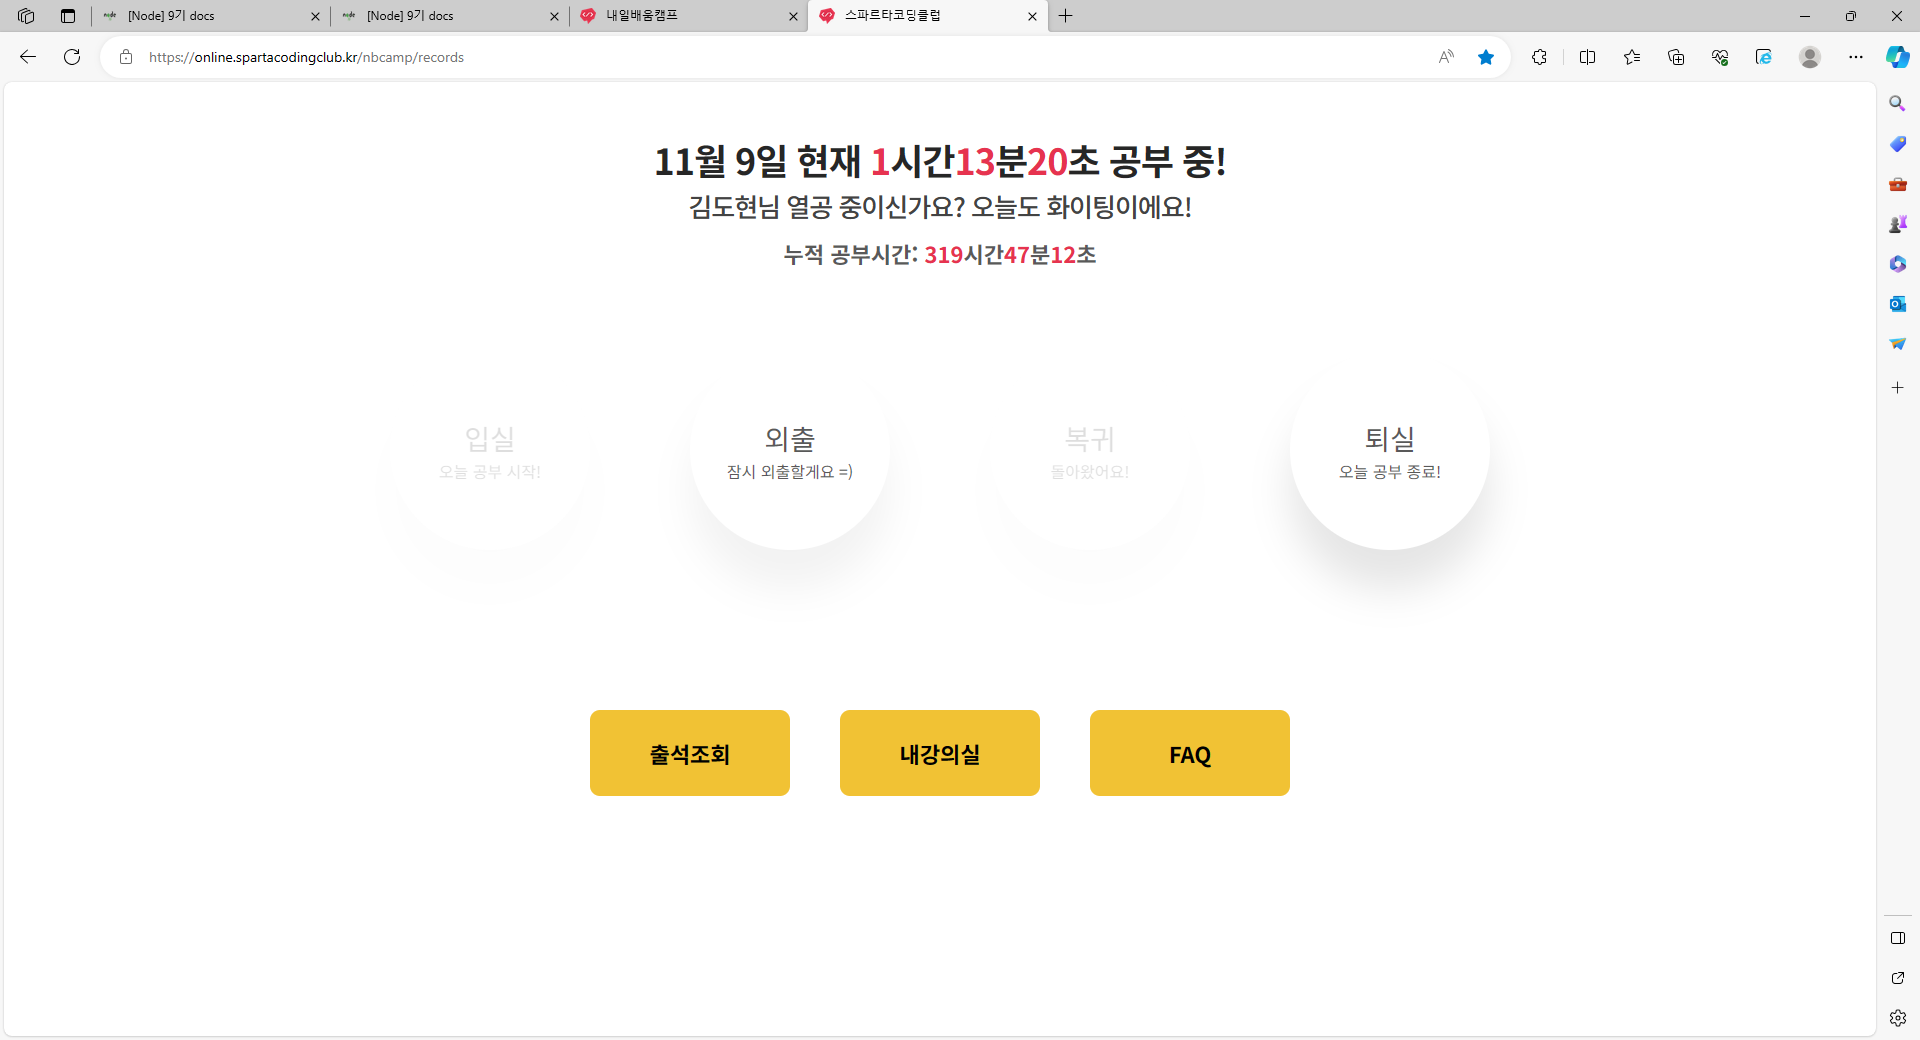 [Node] 9기 docs
[Node] 9기 docs
내일배움캠프
스파르타코딩클럽
https://online.spartacodingclub.kr/nbcamp/records
11월 9일 현재 1시간13분20초 공부 중!
김도현님 열공 중이신가요? 오늘도 화이팅이에요!
누적 공부시간: 319시간47분12초
입실
오늘 공부 시작!
외출
잠시 외출할게요 =)
복귀
돌아왔어요!
퇴실
오늘 공부 종료!
출석조회
내강의실
FAQ